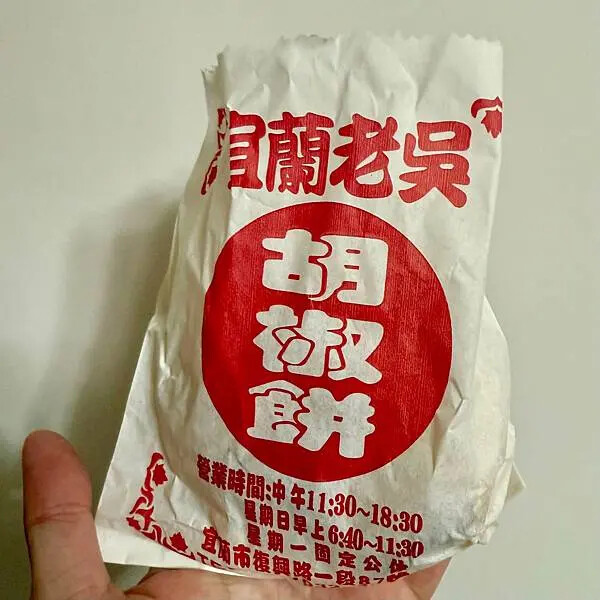 宜蘭老吳
胡
椒
餅
營業時間:中午11:30~18:30
星期日早上6:40~11:30
星期一固定公休
宜蘭市復興路一段87